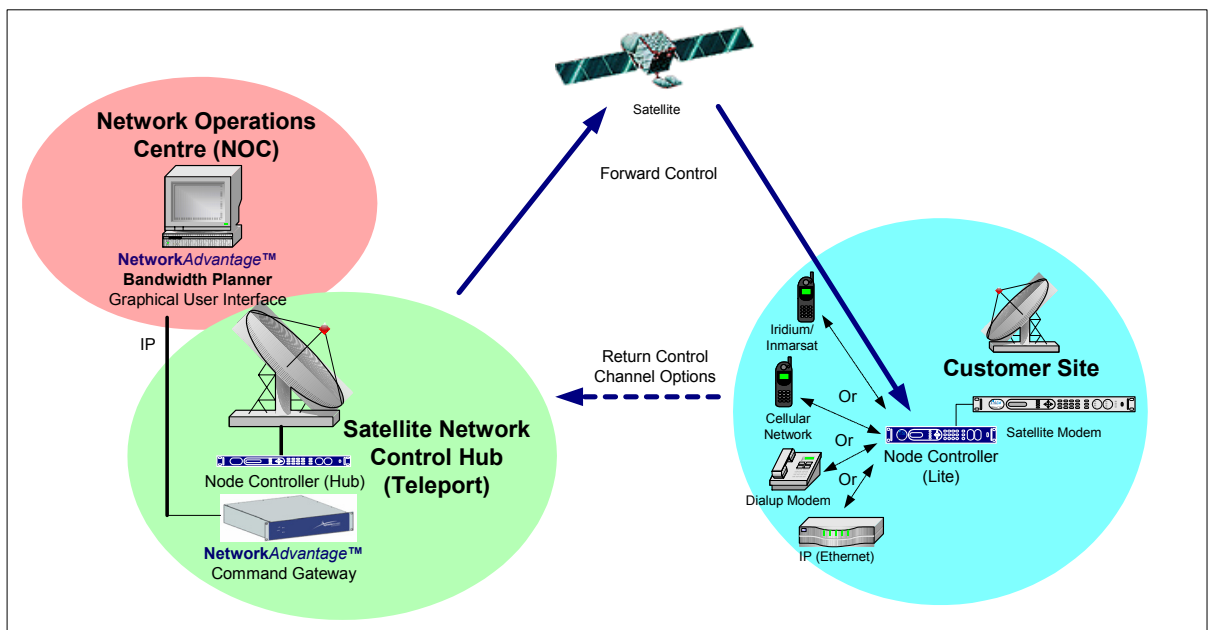 Satellite
Network Operations
Centre (NOC)
NetworkAdvantage™
Bandwidth Planner
Graphical User Interface
IP
Forward Control
Return Control
Channel Options
Satellite Network
Control Hub
(Teleport)
Node Controller (Hub)
NetworkAdvantage™
Command Gateway
Iridium/
Inmarsat
Or
Cellular
Network
Or
Dialup Modem
Or
IP (Ethernet)
Customer Site
Satellite Modem
Node Controller
(Lite)